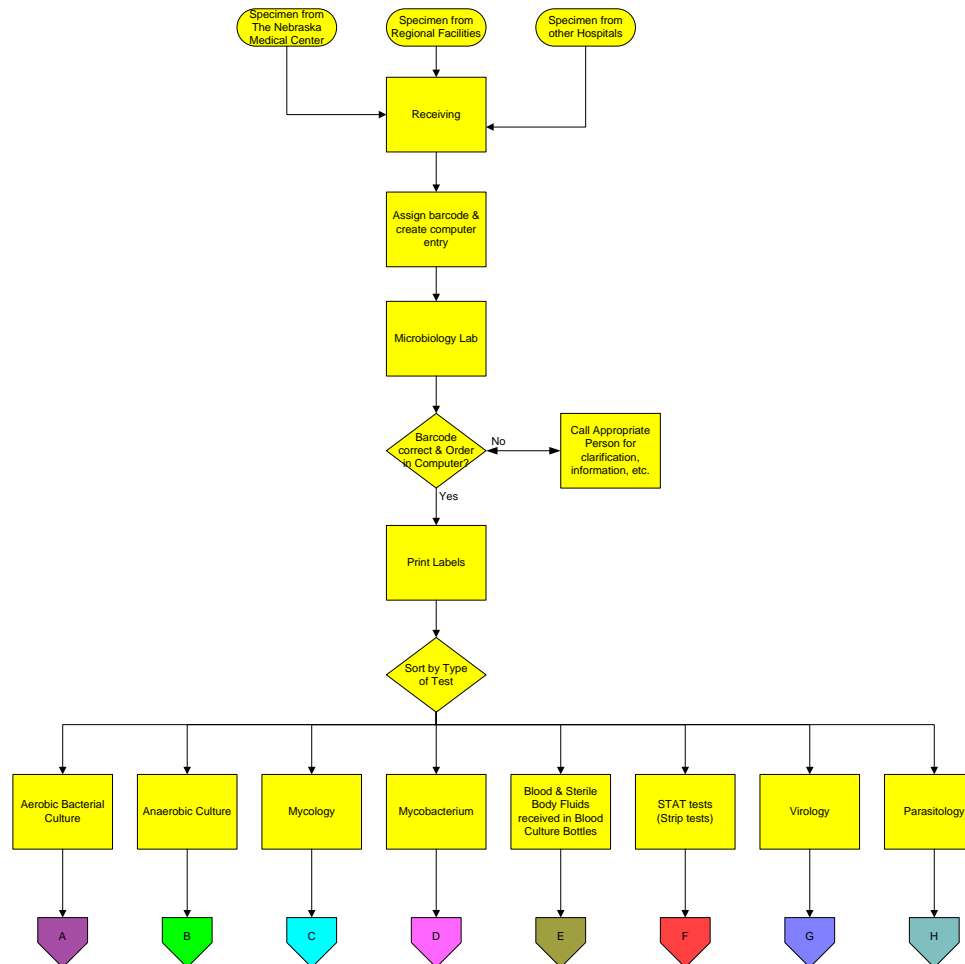 Specimen from
The Nebraska
Medical Center
Specimen from
Regional Facilities
Specimen from
other Hospitals
Receiving
Assign barcode &
create computer
entry
Microbiology Lab
Barcode
correct & Order
in Computer?
No
Call Appropriate
Person for
clarification,
information, etc.
Yes
Print Labels
Sort by Type
of Test
Aerobic Bacterial
Culture
Anaerobic Culture
Mycology
Mycobacterium
Blood & Sterile
Body Fluids
received in Blood
Culture Bottles
STAT tests
(Strip tests)
Virology
Parasitology
A
B
C
D
E
F
G
H